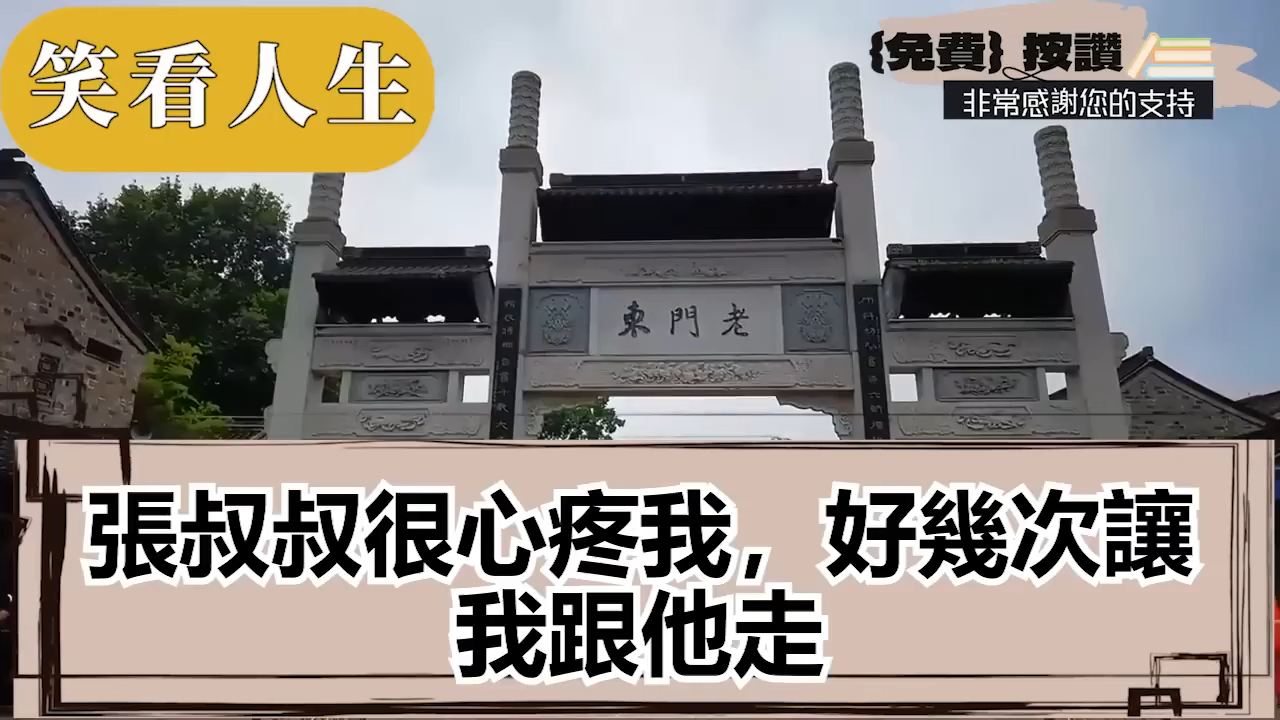 笑看人生
{免費} 按讚
非常感謝您的支持
老門東
張叔叔很心疼我，好幾次讓
我跟他走